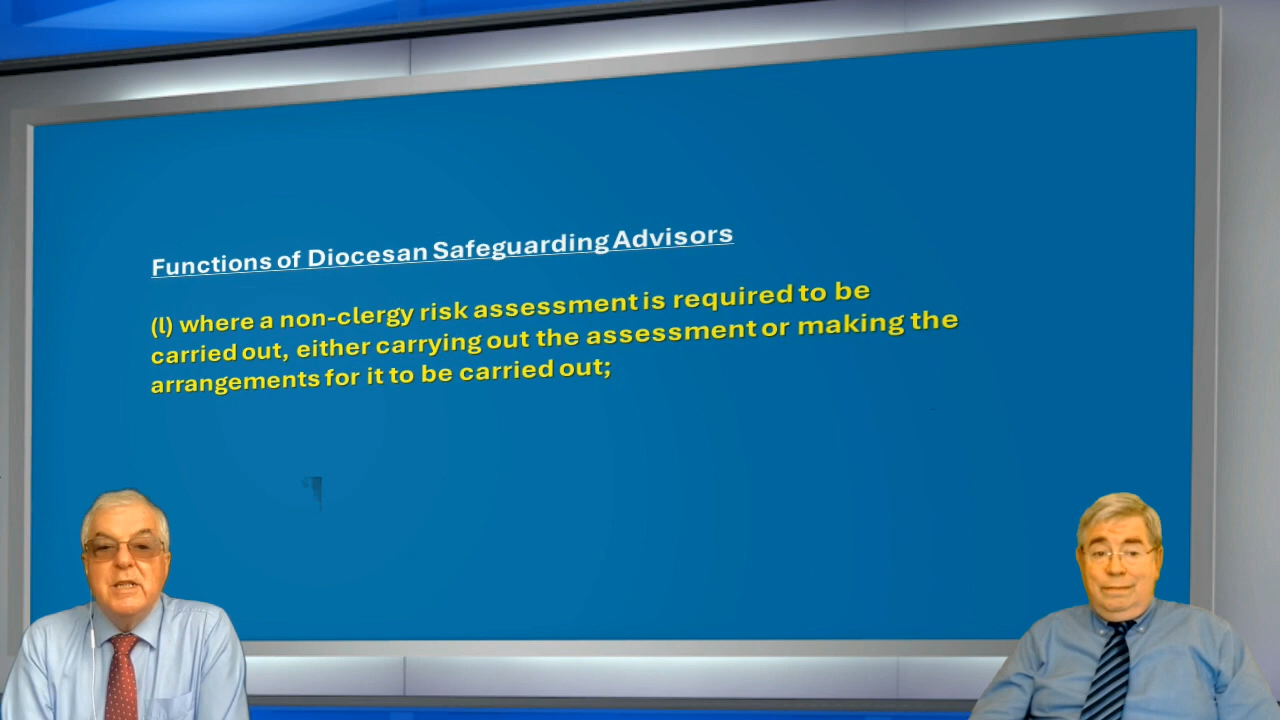 Functions of Diocesan Safeguarding Advisors
(l) where a non-clergy risk assessment is required to be
carried out, either carrying out the assessment or making the
arrangements for it to be carried out;